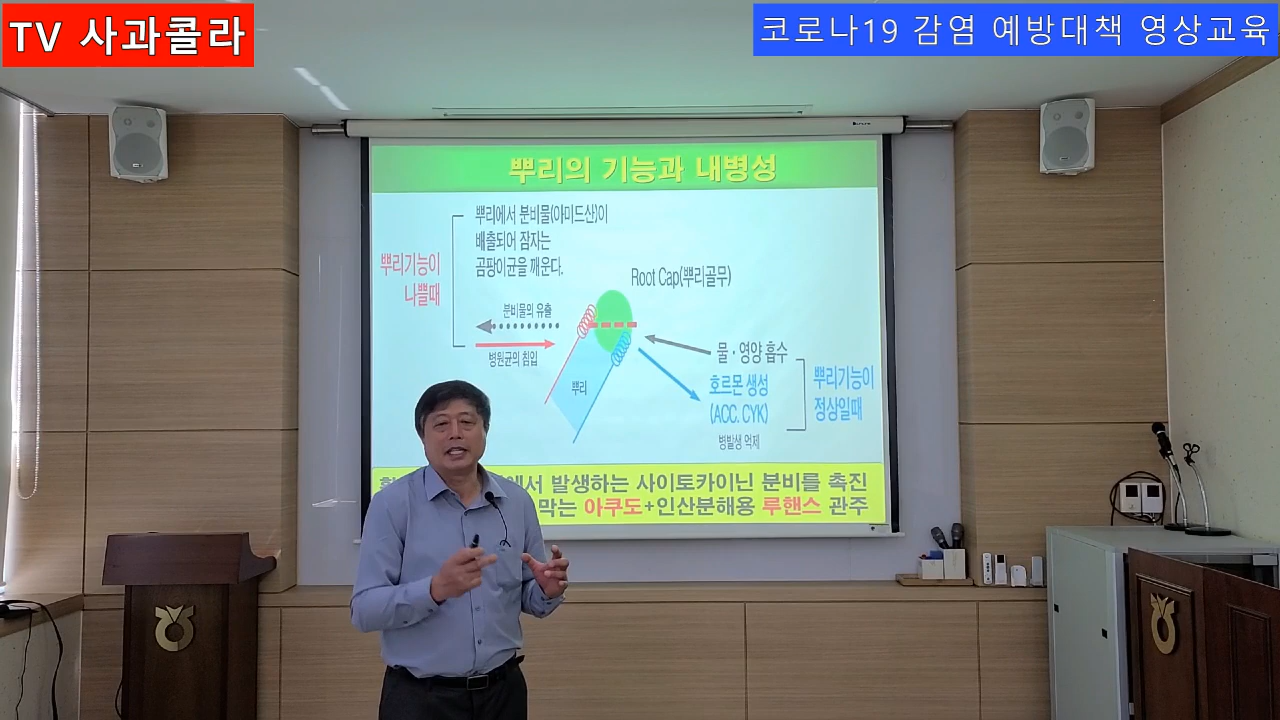 TV 사과콜라
코로나19 감염 예방대책 영상교육
뿌리의 기능과 내병성
뿌리에서 분비물(아미드산)이
배출되어 잠자는
곰팡이균을 깨운다.
뿌리기능이
나쁠때
Root Cap(뿌리골무)
분비물의 유출
병원균의 침입
뿌리
물·영양 흡수
호르몬 생성
(ACC. CYK)
병발생 억제
뿌리기능이
정상일때
에서 발생하는 사이토카이닌 분비를 촉진
막는 아쿠도+인산분해용 루핸스 관주